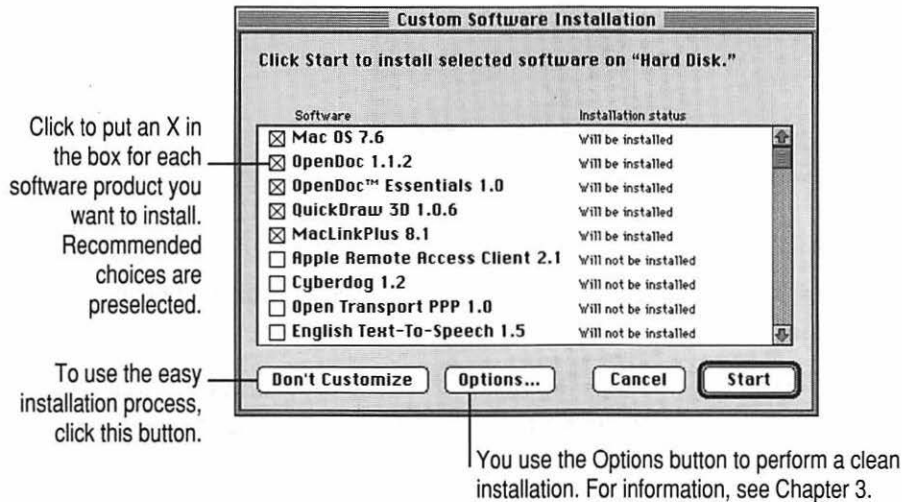 Custom Software Installation
Click Start to install selected software on “Hard Disk.”
Software Installation status
Mac OS 7.6 Will be installed
OpenDoc 1.1.2 Will be installed
OpenDoc™ Essentials 1.0 Will be installed
QuickDraw 3D 1.0.6 Will be installed
MacLinkPlus 8.1 Will be installed
Apple Remote Access Client 2.1 Will not be installed
Cyberdog 1.2 Will not be installed
Open Transport PPP 1.0 Will not be installed
English Text-To-Speech 1.5 Will not be installed
Don't Customize Options... Cancel Start
Click to put an X in
the box for each
software product you
want to install.
Recommended
choices are
preselected.
To use the easy
installation process,
click this button.
You use the Options button to perform a clean
installation. For information, see Chapter 3.